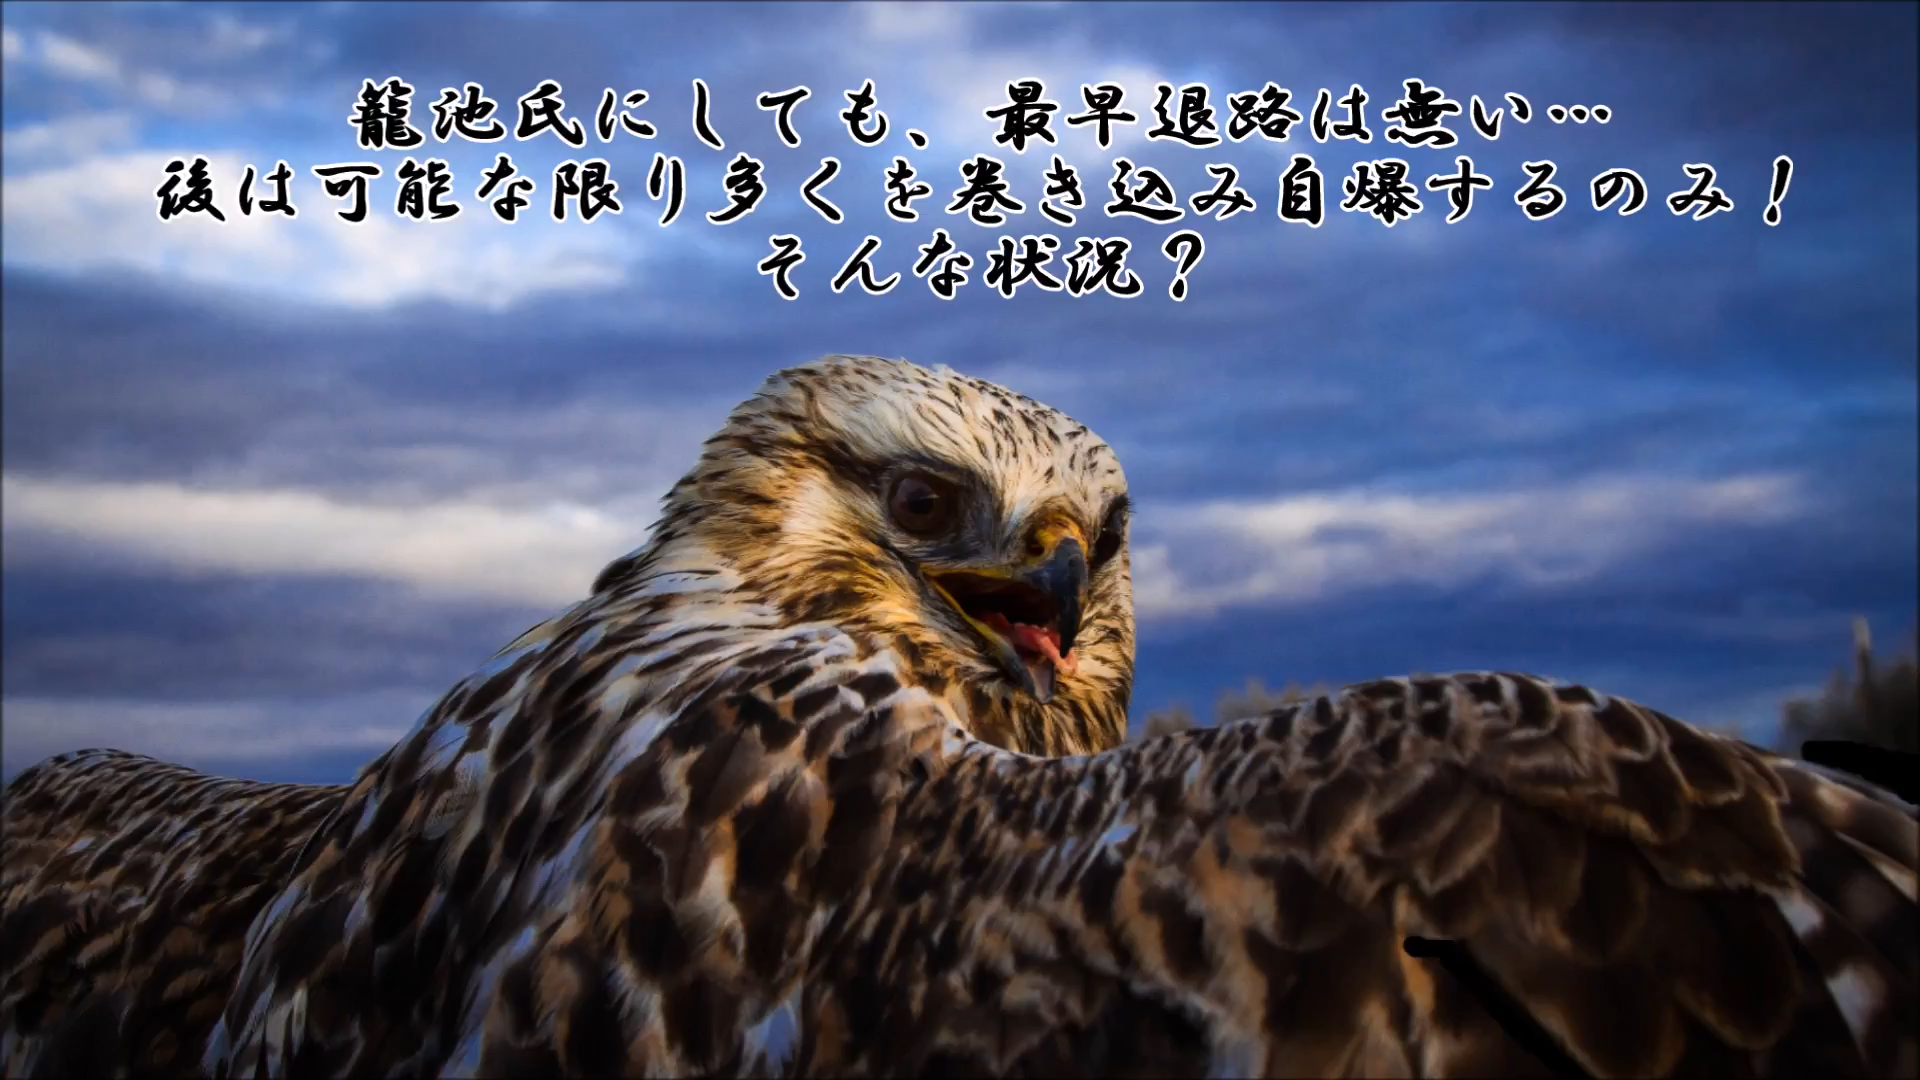 籠池氏にしても、最早退路は無い…
後は可能な限り多くを巻き込み自爆するのみ！
そんな状況？